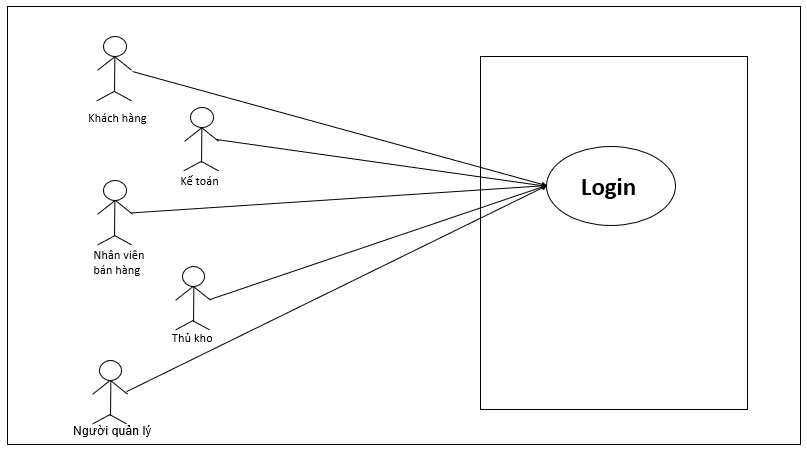 Khách hàng
Kế toán
Login
Nhân viên
bán hàng
Thủ kho
Người quản lý